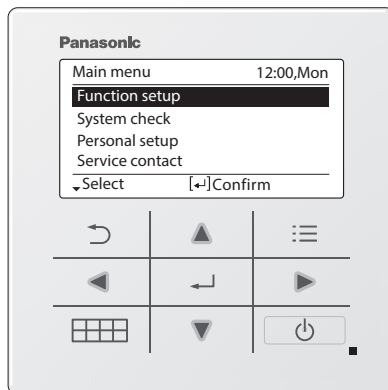 Panasonic
Main menu 12:00,Mon
Function setup
System check
Personal setup
Service contact
Select [↵]Confirm